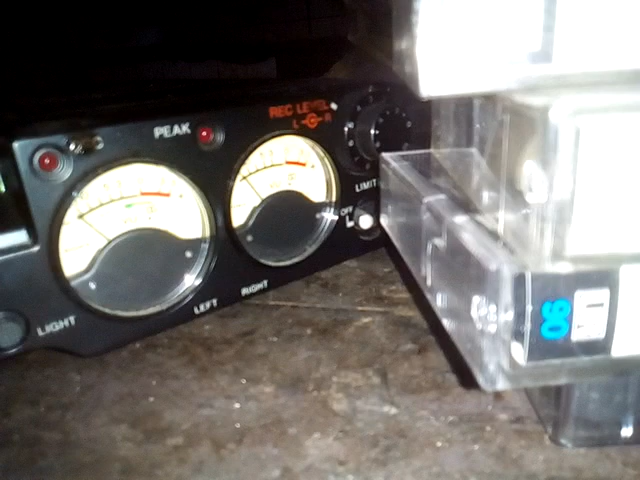 PEAK
REC LEVEL
L R
LIMIT
OFF
L
LIGHT
LEFT
RIGHT
90